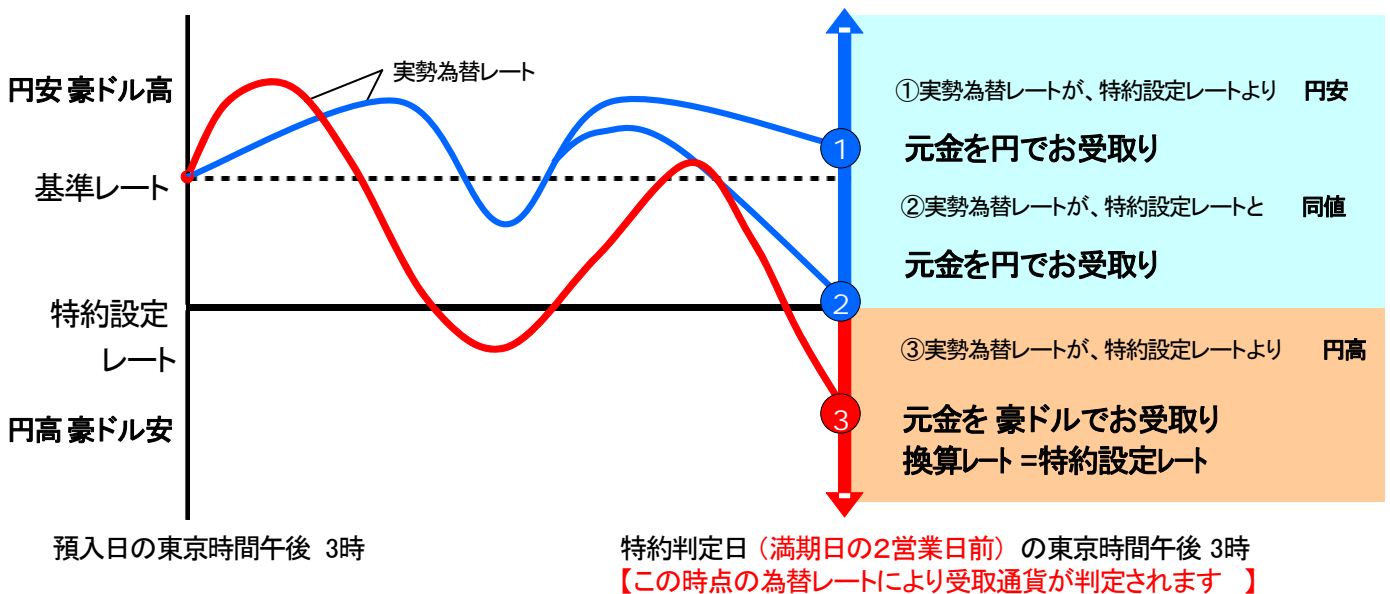 円安 豪ドル高
実勢為替レート
基準レート
特約設定
レート
円高 豪ドル安
1
2
3
①実勢為替レートが、特約設定レートより 円安
元金を円でお受取り
②実勢為替レートが、特約設定レートと 同値
元金を円でお受取り
③実勢為替レートが、特約設定レートより 円高
元金を 豪ドルでお受取り
換算レート =特約設定レート
預入日の東京時間午後 3時
特約判定日 (満期日の2営業日前) の東京時間午後 3時
【この時点の為替レートにより受取通貨が判定されます 】